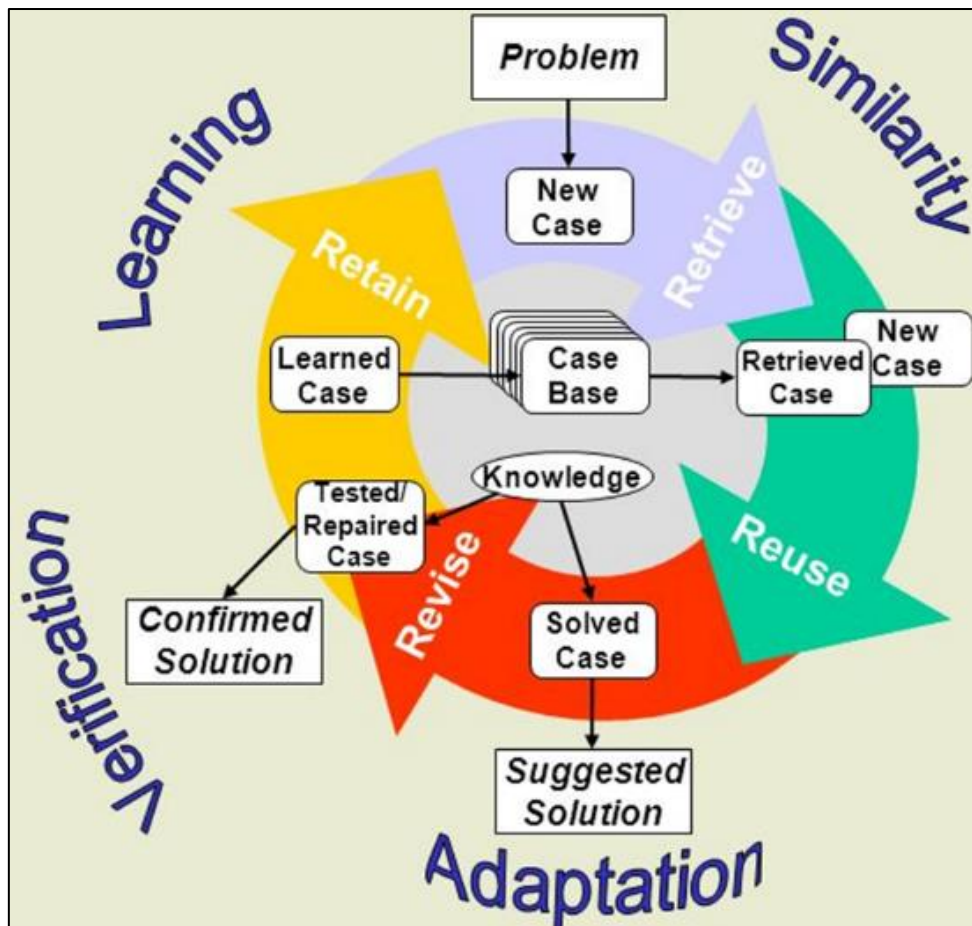 Problem
Similarity
Learning
New
Case
Retrieve
Retain
Learned
Case
Case
Base
Retrieved
Case
New
Case
Knowledge
Tested/
Repaired
Case
Reuse
Revise
Verification
Confirmed
Solution
Solved
Case
Suggested
Solution
Adaptation